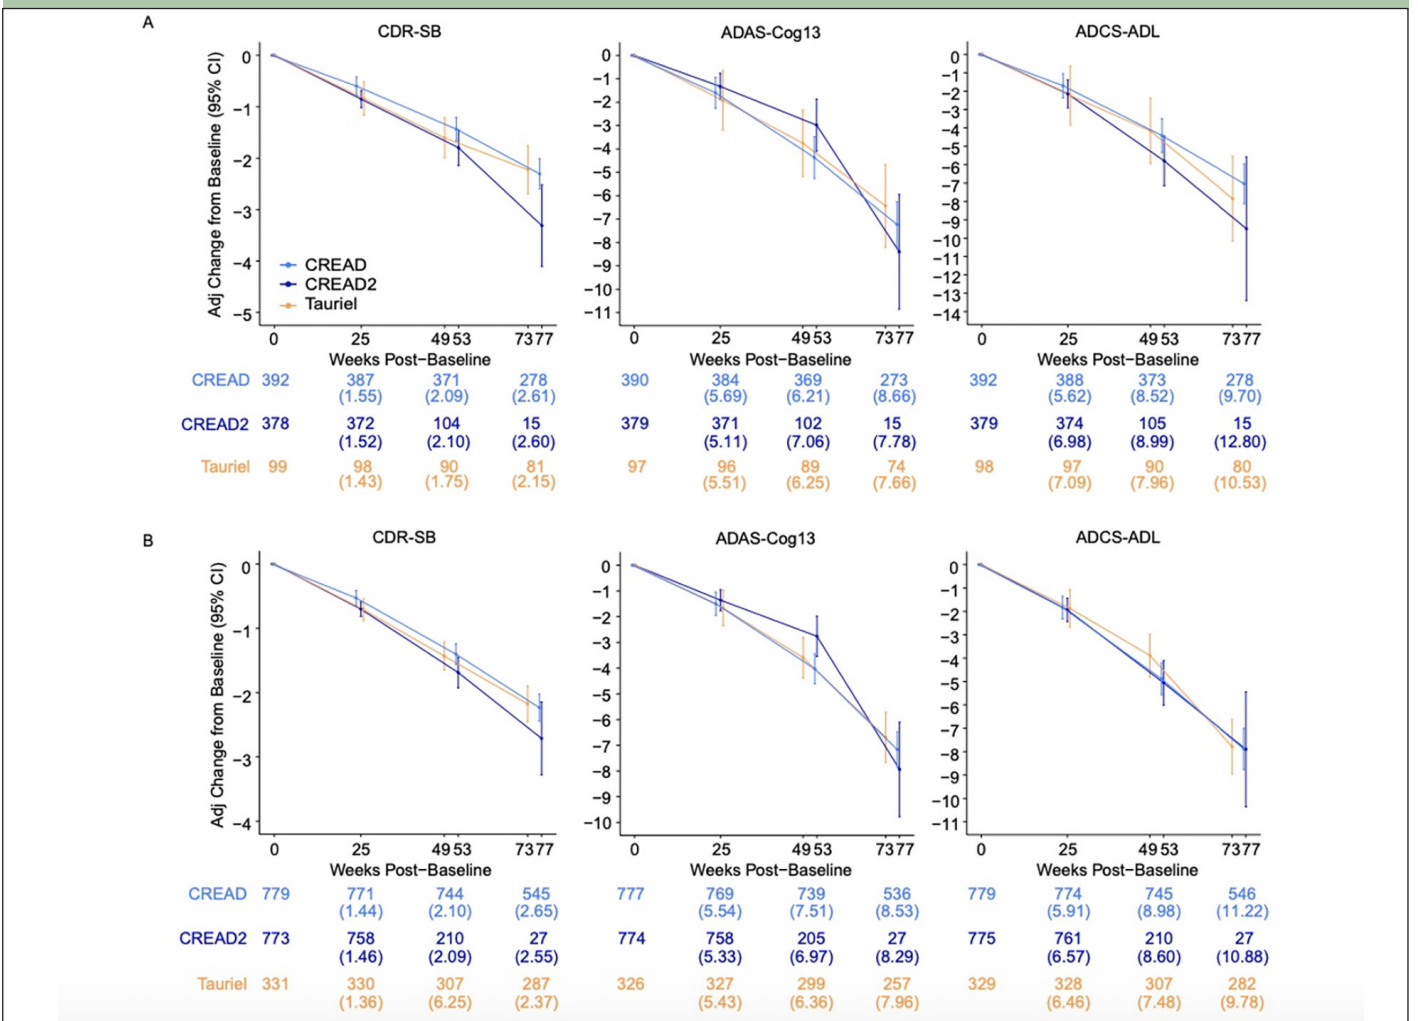 A
CDR-SB ADAS-Cog13 ADCS-ADL
Adj Change from Baseline (95% CI)
0 −1 −2 −3 −4 −5
CREAD
CREAD2
Tauriel
0 −1 −2 −3 −4 −5 −6 −7 −8 −9 −10 −11
0 −1 −2 −3 −4 −5 −6 −7 −8 −9 −10 −11 −12 −13 −14
0 25 49 53 73 77 0 25 49 53 73 77 0 25 49 53 73 77
Weeks Post−Baseline Weeks Post−Baseline Weeks Post−Baseline
CREAD 392 387 371 278 390 384 369 273 392 388 373 278
(1.55) (2.09) (2.61) (5.69) (6.21) (8.66) (5.62) (8.52) (9.70)
CREAD2 378 372 104 15 379 371 102 15 379 374 105 15
(1.52) (2.10) (2.60) (5.11) (7.06) (7.78) (6.98) (8.99) (12.80)
Tauriel 99 98 90 81 97 96 89 74 98 97 90 80
(1.43) (1.75) (2.15) (5.51) (6.25) (7.66) (7.09) (7.96) (10.53)
B
CDR-SB ADAS-Cog13 ADCS-ADL
Adj Change from Baseline (95% CI)
0 −1 −2 −3 −4
0 −1 −2 −3 −4 −5 −6 −7 −8 −9 −10
0 −1 −2 −3 −4 −5 −6 −7 −8 −9 −10 −11
0 25 49 53 73 77 0 25 49 53 73 77 0 25 49 53 73 77
Weeks Post−Baseline Weeks Post−Baseline Weeks Post−Baseline
CREAD 779 771 744 545 777 769 739 536 779 774 745 546
(1.44) (2.10) (2.65) (5.54) (7.51) (8.53) (5.91) (8.98) (11.22)
CREAD2 773 758 210 27 774 758 205 27 775 761 210 27
(1.46) (2.09) (2.55) (5.33) (6.97) (8.29) (6.57) (8.60) (10.88)
Tauriel 331 330 307 287 326 327 299 257 329 328 307 282
(1.36) (6.25) (2.37) (5.43) (6.36) (7.96) (6.46) (7.48) (9.78)